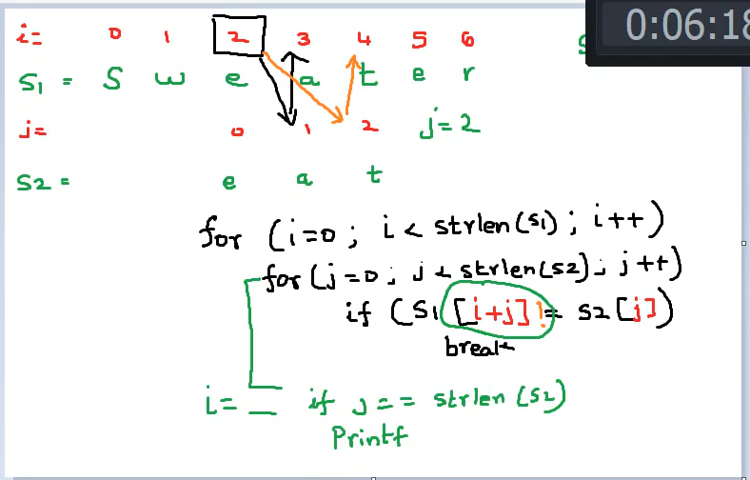 0:06:18
i= 0 1 2 3 4 5 6
S1 = S w e a t e r
j= 0 1 2 j=2
S2 = e a t
for (i=0; i < strlen(S1); i++)
for(j=0; j < strlen(S2); j++)
if (S1[i+j] != S2[j])
break
i= __ if j == strlen (S2)
Printf